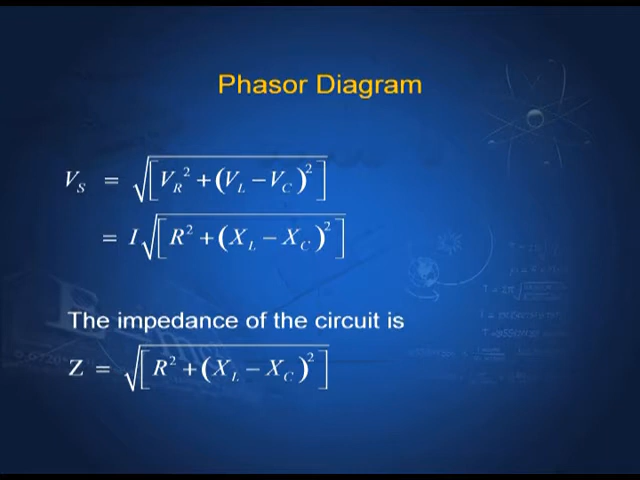 Phasor Diagram
V_S = √[V_R² + (V_L − V_C)²]
= I√[R² + (X_L − X_C)²]
The impedance of the circuit is
Z = √[R² + (X_L − X_C)²]